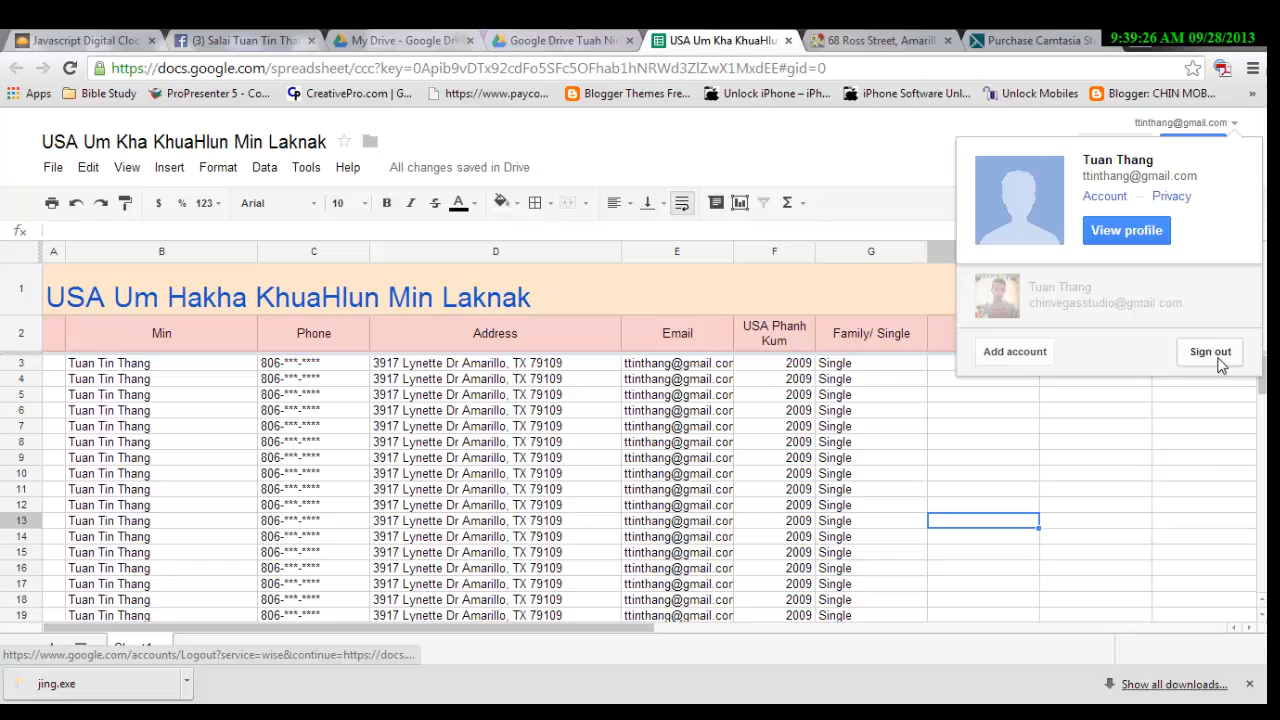 Javascript Digital Cloc
(3) Salai Tuan Tin Tha
My Drive - Google Dri
Google Drive Tuah Nin
USA Um Kha KhuaHlu
68 Ross Street, Amarill
Purchase Camtasia St
9:39:26 AM 09/28/2013
https://docs.google.com/spreadsheet/ccc?key=0Apib9vDTx92cdFo5SFc5OFhab1hNRWd3ZlZwX1MxdEE#gid=0
Apps
Bible Study
ProPresenter 5 - Co...
CreativePro.com | G...
https://www.payco...
Blogger Themes Fre...
Unlock iPhone – iPh...
iPhone Software Unl...
Unlock Mobiles
Blogger: CHIN MOB...
»
ttinthang@gmail.com
USA Um Kha KhuaHlun Min Laknak
File Edit View Insert Format Data Tools Help All changes saved in Drive
$ % 123 Arial 10 B I S A Σ
fx
Tuan Thang
ttinthang@gmail.com
Account – Privacy
View profile
Tuan Thang
chinvegasstudio@gmail.com
Add account
Sign out
A B C D E F G
1 USA Um Hakha KhuaHlun Min Laknak
2 Min Phone Address Email USA Phanh Kum Family/ Single
3 Tuan Tin Thang 806-***-**** 3917 Lynette Dr Amarillo, TX 79109 ttinthang@gmail.cor 2009 Single
4 Tuan Tin Thang 806-***-**** 3917 Lynette Dr Amarillo, TX 79109 ttinthang@gmail.cor 2009 Single
5 Tuan Tin Thang 806-***-**** 3917 Lynette Dr Amarillo, TX 79109 ttinthang@gmail.cor 2009 Single
6 Tuan Tin Thang 806-***-**** 3917 Lynette Dr Amarillo, TX 79109 ttinthang@gmail.cor 2009 Single
7 Tuan Tin Thang 806-***-**** 3917 Lynette Dr Amarillo, TX 79109 ttinthang@gmail.cor 2009 Single
8 Tuan Tin Thang 806-***-**** 3917 Lynette Dr Amarillo, TX 79109 ttinthang@gmail.cor 2009 Single
9 Tuan Tin Thang 806-***-**** 3917 Lynette Dr Amarillo, TX 79109 ttinthang@gmail.cor 2009 Single
10 Tuan Tin Thang 806-***-**** 3917 Lynette Dr Amarillo, TX 79109 ttinthang@gmail.cor 2009 Single
11 Tuan Tin Thang 806-***-**** 3917 Lynette Dr Amarillo, TX 79109 ttinthang@gmail.cor 2009 Single
12 Tuan Tin Thang 806-***-**** 3917 Lynette Dr Amarillo, TX 79109 ttinthang@gmail.cor 2009 Single
13 Tuan Tin Thang 806-***-**** 3917 Lynette Dr Amarillo, TX 79109 ttinthang@gmail.cor 2009 Single
14 Tuan Tin Thang 806-***-**** 3917 Lynette Dr Amarillo, TX 79109 ttinthang@gmail.cor 2009 Single
15 Tuan Tin Thang 806-***-**** 3917 Lynette Dr Amarillo, TX 79109 ttinthang@gmail.cor 2009 Single
16 Tuan Tin Thang 806-***-**** 3917 Lynette Dr Amarillo, TX 79109 ttinthang@gmail.cor 2009 Single
17 Tuan Tin Thang 806-***-**** 3917 Lynette Dr Amarillo, TX 79109 ttinthang@gmail.cor 2009 Single
18 Tuan Tin Thang 806-***-**** 3917 Lynette Dr Amarillo, TX 79109 ttinthang@gmail.cor 2009 Single
19 Tuan Tin Thang 806-***-**** 3917 Lynette Dr Amarillo, TX 79109 ttinthang@gmail.cor 2009 Single
https://www.google.com/accounts/Logout?service=wise&continue=https://docs....
jing.exe
Show all downloads...